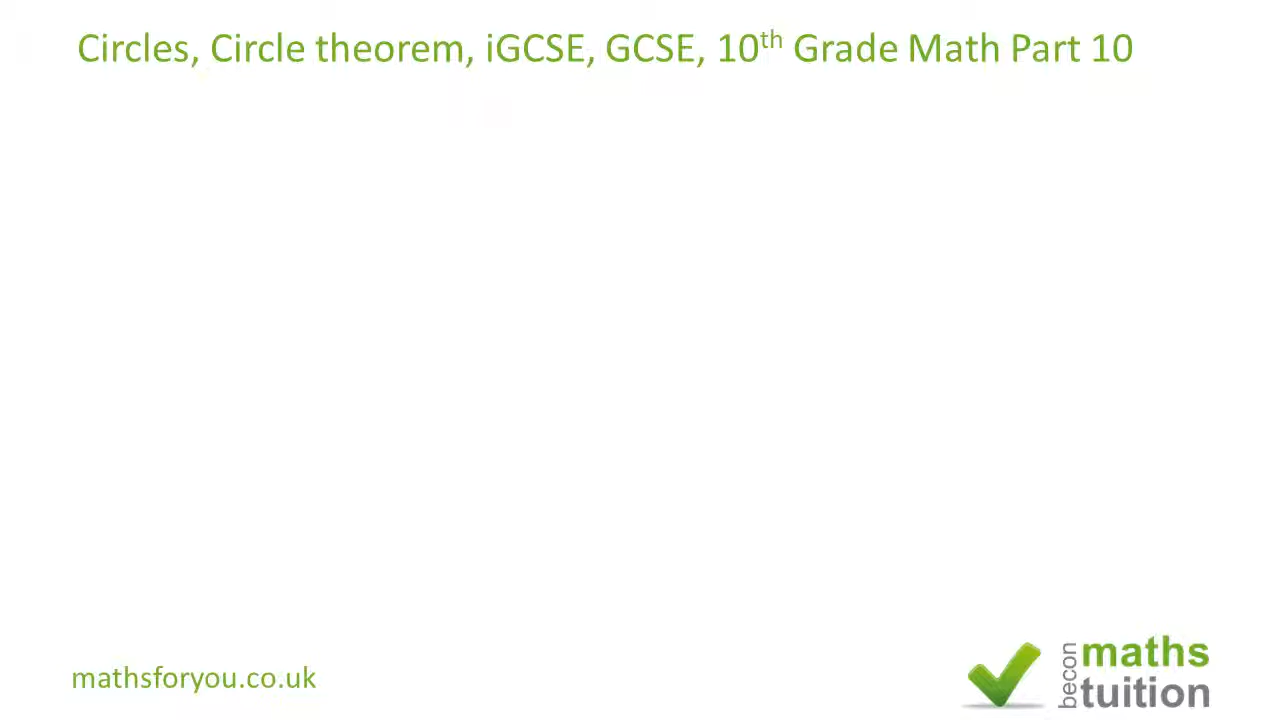 Circles, Circle theorem, iGCSE, GCSE, 10th Grade Math Part 10
mathsforyou.co.uk
becon
maths
tuition